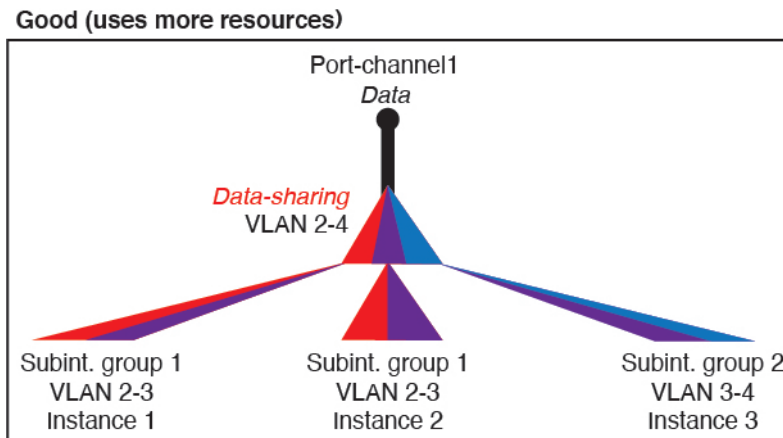 Good (uses more resources)
Port-channel1
Data
Data-sharing
VLAN 2-4
Subint. group 1
VLAN 2-3
Instance 1
Subint. group 1
VLAN 2-3
Instance 2
Subint. group 2
VLAN 3-4
Instance 3